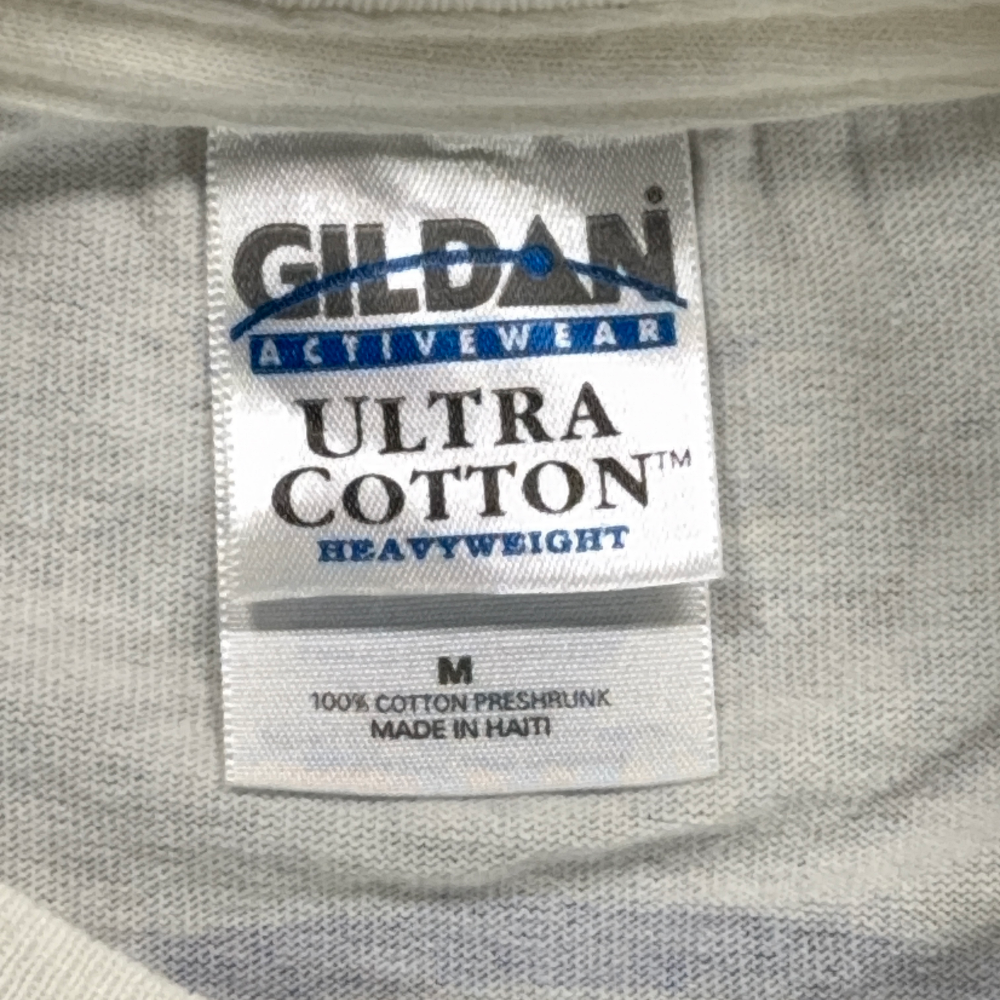 GILDAN®
ACTIVEWEAR
ULTRA
COTTON™
HEAVYWEIGHT
M
100% COTTON PRESHRUNK
MADE IN HAITI